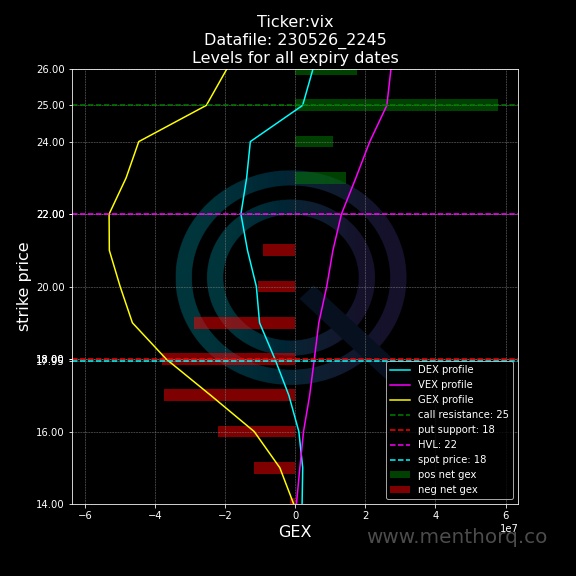 Ticker:vix
Datafile: 230526_2245
Levels for all expiry dates
26.00
25.00
24.00
22.00
22.00
20.00
18.00
17.95
16.00
14.00
strike price
−6
−4
−2
0
2
4
6
1e7
GEX
DEX profile
VEX profile
GEX profile
call resistance: 25
put support: 18
HVL: 22
spot price: 18
pos net gex
neg net gex
www.menthorq.co